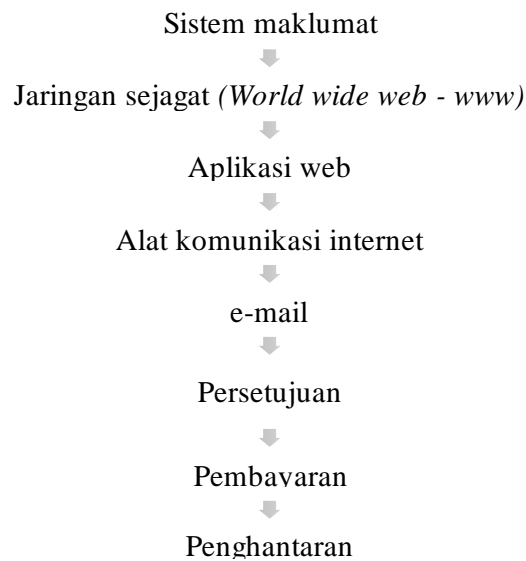 Sistem maklumat
Jaringan sejagat (World wide web - www)
Aplikasi web
Alat komunikasi internet
e-mail
Persetujuan
Pembayaran
Penghantaran